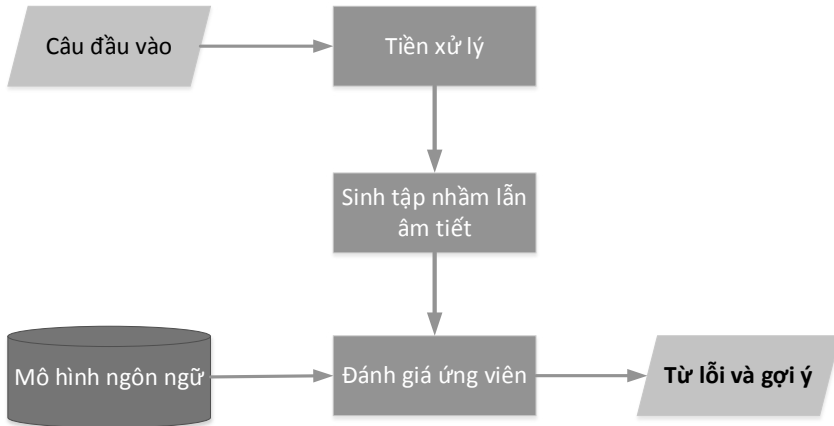 Câu đầu vào
Tiền xử lý
Sinh tập nhầm lẫn
âm tiết
Mô hình ngôn ngữ
Đánh giá ứng viên
Từ lỗi và gợi ý